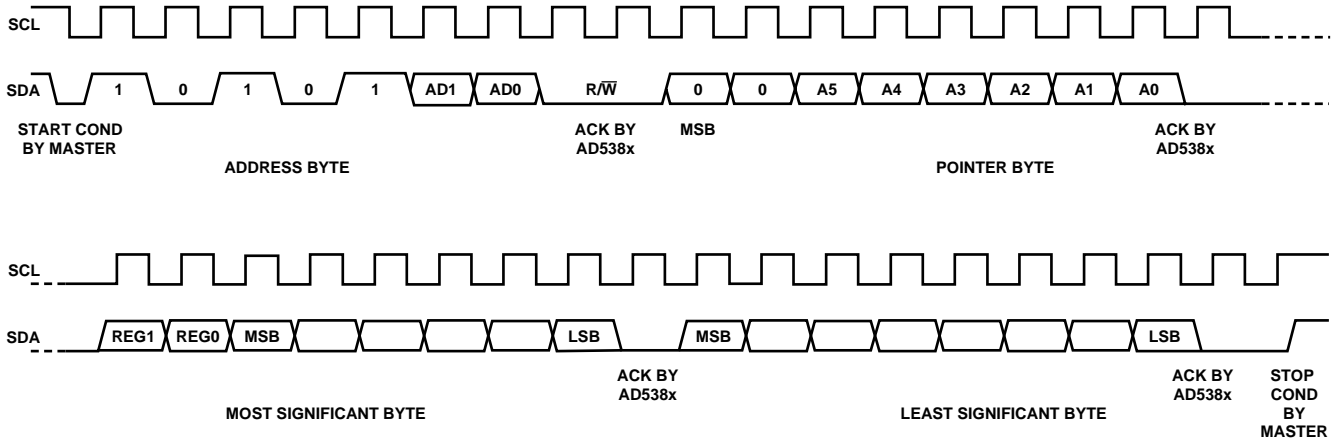 SCL
SDA 1 0 1 0 1 AD1 AD0 R/W̅ 0 0 A5 A4 A3 A2 A1 A0
START COND
BY MASTER
ACK BY
AD538x
MSB
ACK BY
AD538x
ADDRESS BYTE
POINTER BYTE
SCL
SDA REG1 REG0 MSB LSB MSB LSB
ACK BY
AD538x
ACK BY
AD538x
STOP
COND
BY
MASTER
MOST SIGNIFICANT BYTE
LEAST SIGNIFICANT BYTE